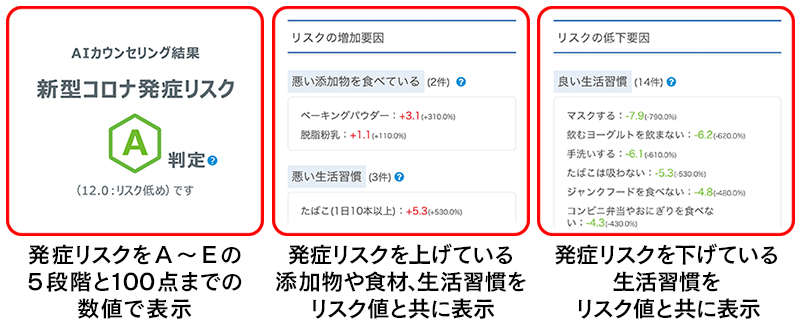 AIカウンセリング結果
新型コロナ発症リスク
A 判定 ?
(12.0:リスク低め)です
発症リスクをA～Eの
5段階と100点までの
数値で表示
リスクの増加要因
悪い添加物を食べている (2件) ?
ベーキングパウダー：+3.1(+310.0%)
脱脂粉乳：+1.1(+110.0%)
悪い生活習慣 (3件) ?
たばこ(1日10本以上)：+5.3(+530.0%)
発症リスクを上げている
添加物や食材、生活習慣を
リスク値と共に表示
リスクの低下要因
良い生活習慣 (14件) ?
マスクする：-7.9(-790.0%)
飲むヨーグルトを飲まない：-6.2(-620.0%)
手洗いする：-6.1(-610.0%)
たばこは吸わない：-5.3(-530.0%)
ジャンクフードを食べない：-4.8(-480.0%)
コンビニ弁当やおにぎりを食べな
い：-4.3(-430.0%)
発症リスクを下げている
生活習慣を
リスク値と共に表示